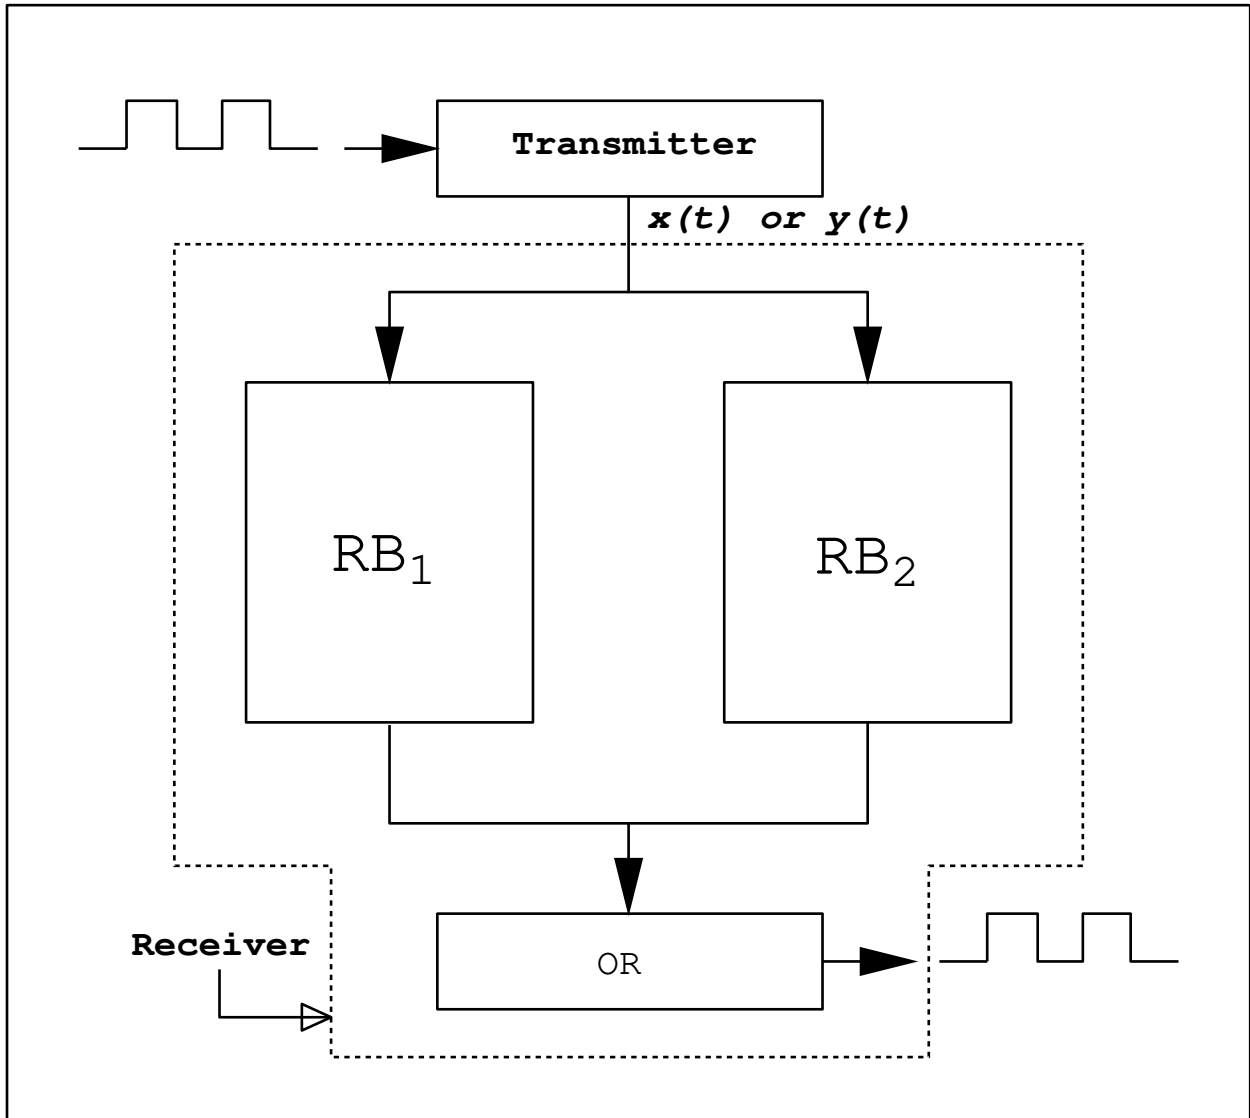 Transmitter
x(t) or y(t)
RB1
RB2
Receiver
OR